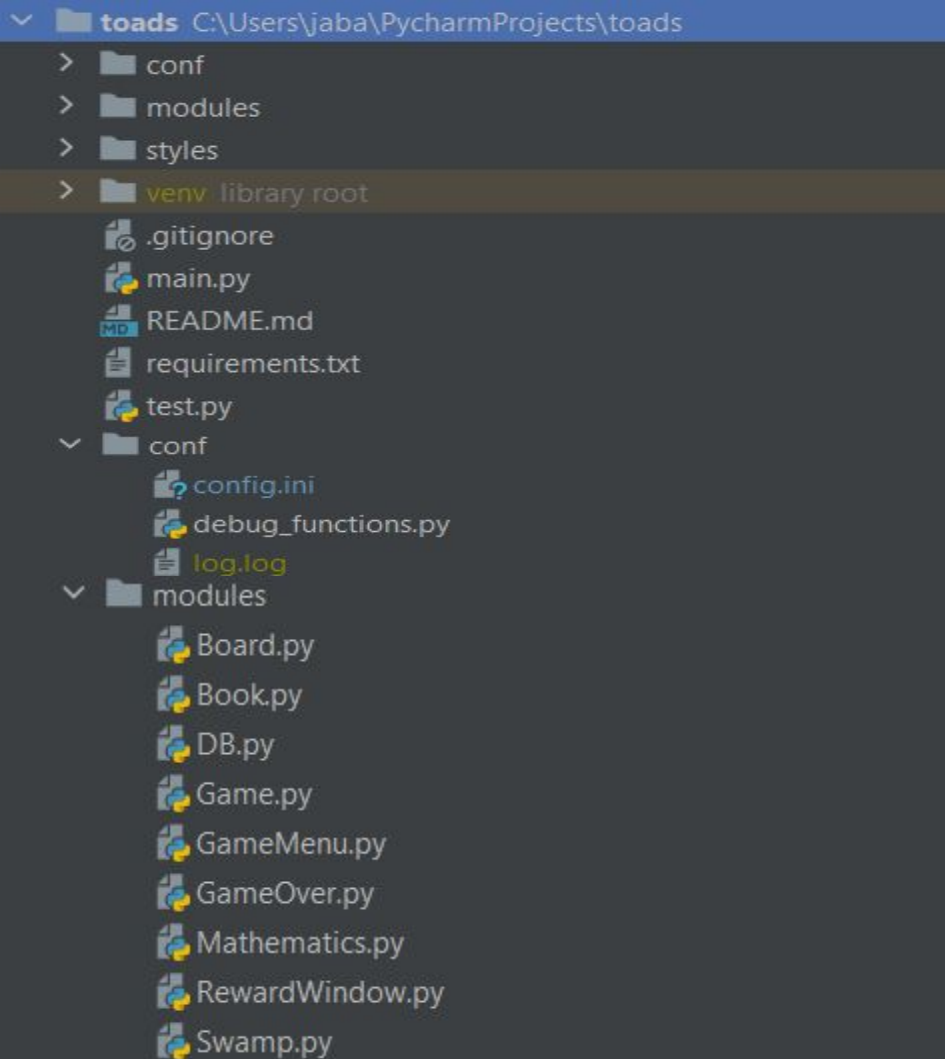 toads C:\Users\jaba\PycharmProjects\toads
conf
modules
styles
venv library root
.gitignore
main.py
MD README.md
requirements.txt
test.py
conf
config.ini
debug_functions.py
log.log
modules
Board.py
Book.py
DB.py
Game.py
GameMenu.py
GameOver.py
Mathematics.py
RewardWindow.py
Swamp.py